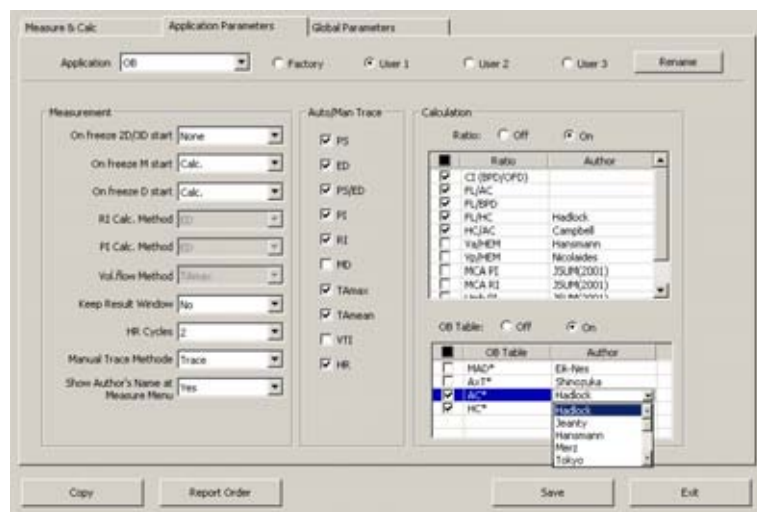 Measure & Calc Application Parameters Global Parameters
Application OB Factory User 1 User 2 User 3 Rename
Measurement
On freeze 2D/3D start None
On freeze M start Calc.
On freeze D start Calc.
RI Calc. Method ED
PI Calc. Method ED
Vol.flow Method TAmax
Keep Result Window No
HR Cycles 2
Manual Trace Methode Trace
Show Author's Name at Measure Menu Yes
Auto/Man Trace
PS
ED
PS/ED
PI
RI
MD
TAmax
TAmean
VTI
HR
Calculation
Ratio: Off On
Ratio Author
CI (BPD/OFD)
FL/AC
FL/BPD
FL/HC Hadlock
HC/AC Campbell
Va/HEM Hansmann
Vp/HEM Nicolaides
MCA PI JSUM(2001)
MCA RI JSUM(2001)
JSUM(2001)
OB Table: Off On
OB Table Author
MAD* Eik-Nes
AxT* Shinozuka
AC* Hadlock
HC* Hadlock
Jeanty
Hansmann
Merz
Tokyo
Copy Report Order Save Exit